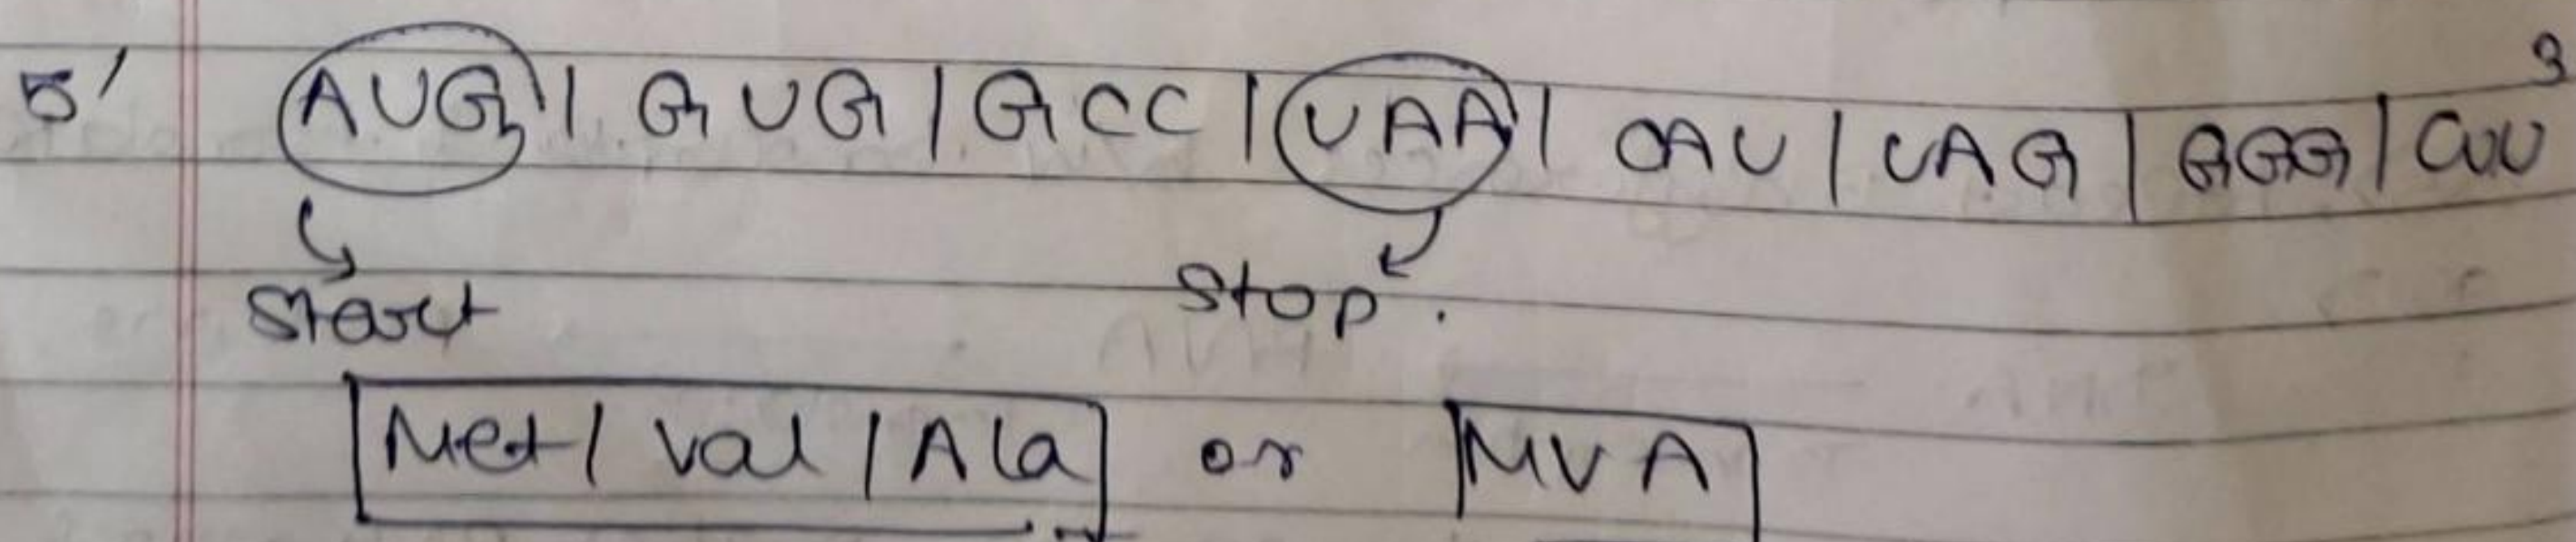 5' AUG | GUG | GCC | UAA | CAU | UAG | GGG | CUU 3
Start Stop.
Met / Val / Ala or MVA